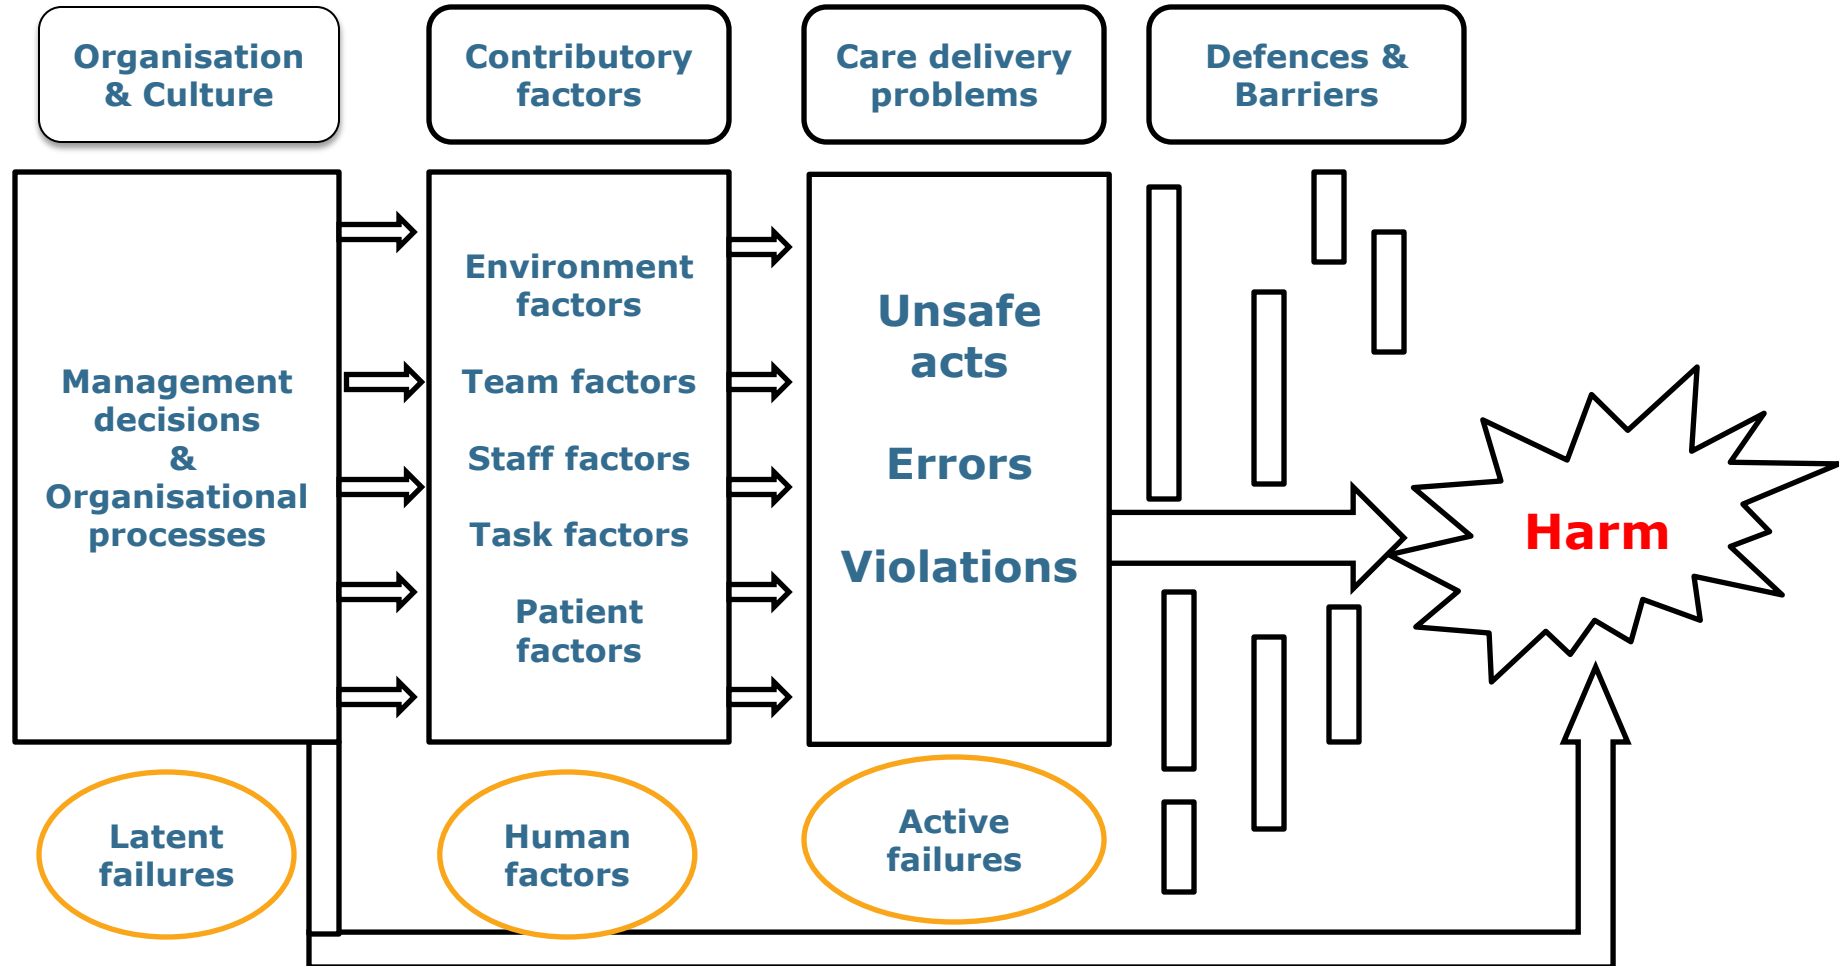 Organisation
& Culture
Contributory
factors
Care delivery
problems
Defences &
Barriers
Management
decisions
&
Organisational
processes
Environment
factors
Team factors
Staff factors
Task factors
Patient
factors
Unsafe
acts
Errors
Violations
Harm
Latent
failures
Human
factors
Active
failures